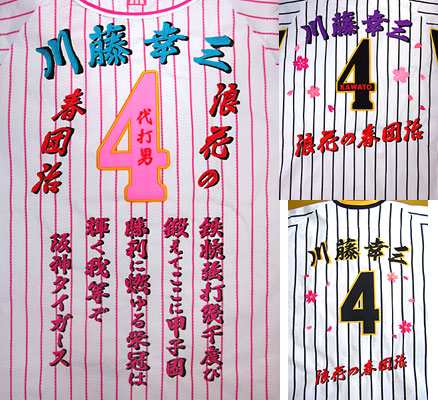 川藤幸三
浪花の
春団治
4
代打男
鉄腕強打幾千度び
鍛えてここに甲子園
勝利に燃ゆる栄冠は
輝く我等ぞ
阪神タイガース
川藤幸三
4
KAWATO
浪花の春団治
川藤幸三
4
浪花の春団治